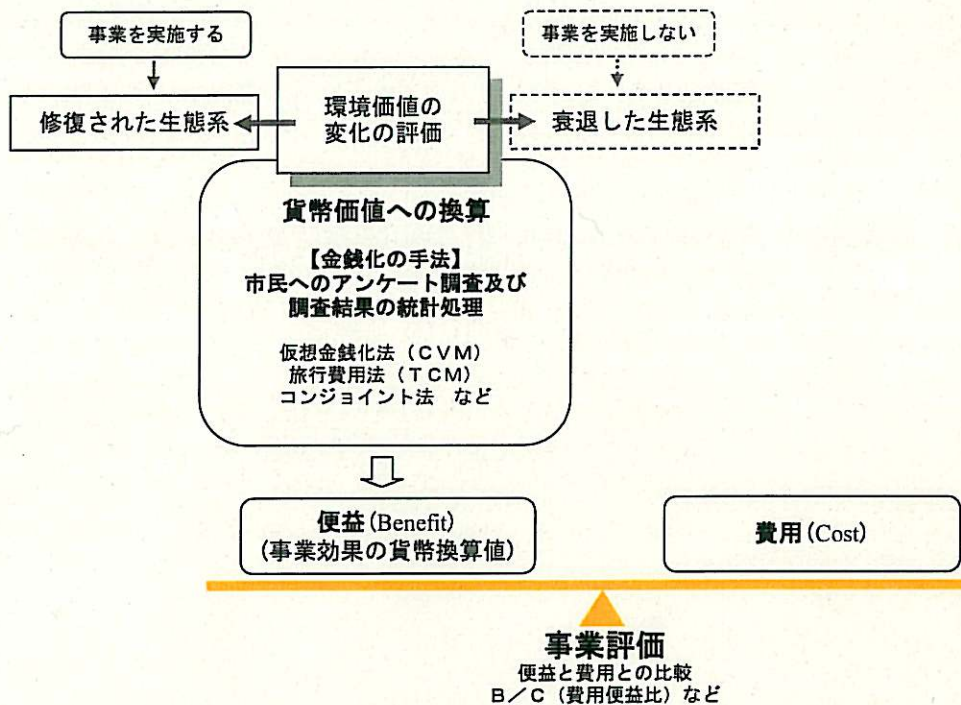 事業を実施する
事業を実施しない
修復された生態系
環境価値の
変化の評価
衰退した生態系
貨幣価値への換算
【金銭化の手法】
市民へのアンケート調査及び
調査結果の統計処理
仮想金銭化法（CVM）
旅行費用法（TCM）
コンジョイント法　など
便益(Benefit)
(事業効果の貨幣換算値)
費用(Cost)
事業評価
便益と費用との比較
B／C（費用便益比）など